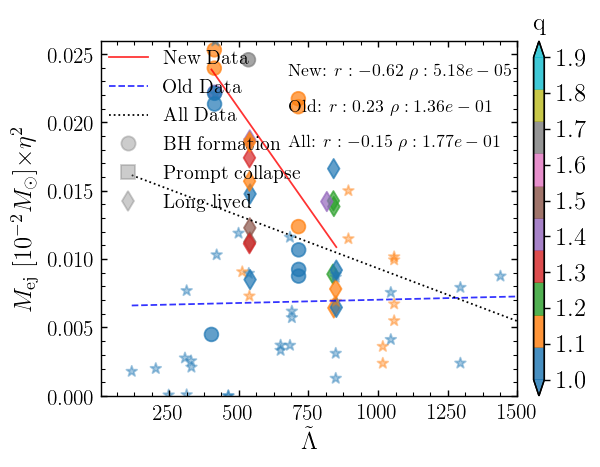 q
New Data
Old Data
All Data
BH formation
Prompt collapse
Long-lived
New: r : −0.62 ρ : 5.18e − 05
Old: r : 0.23 ρ : 1.36e − 01
All: r : −0.15 ρ : 1.77e − 01
M_ej [10^−2 M_⊙]×η^2
0.025
0.020
0.015
0.010
0.005
0.000
250
500
750
1000
1250
1500
Λ̃
1.9
1.8
1.7
1.6
1.5
1.4
1.3
1.2
1.1
1.0